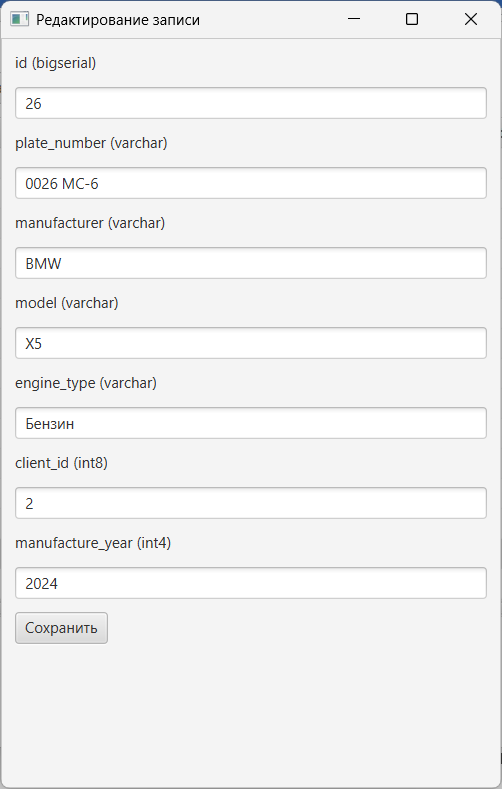 Редактирование записи
id (bigserial)
26
plate_number (varchar)
0026 MC-6
manufacturer (varchar)
BMW
model (varchar)
X5
engine_type (varchar)
Бензин
client_id (int8)
2
manufacture_year (int4)
2024
Сохранить